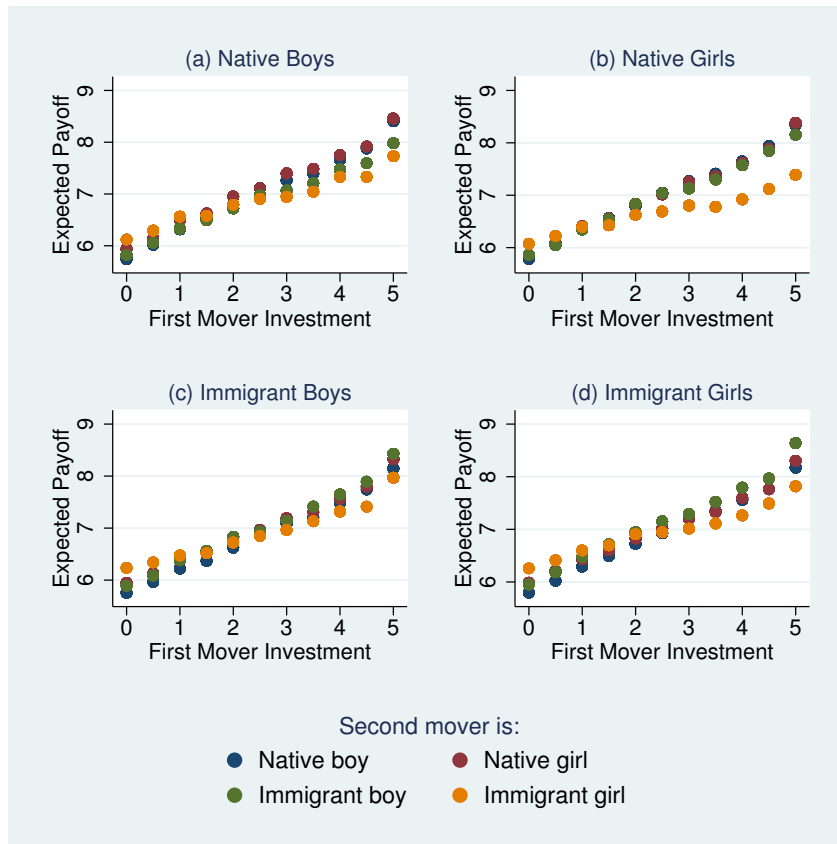 (a) Native Boys
Expected Payoff
9
8
7
6
0 1 2 3 4 5
First Mover Investment
(b) Native Girls
Expected Payoff
9
8
7
6
0 1 2 3 4 5
First Mover Investment
(c) Immigrant Boys
Expected Payoff
9
8
7
6
0 1 2 3 4 5
First Mover Investment
(d) Immigrant Girls
Expected Payoff
9
8
7
6
0 1 2 3 4 5
First Mover Investment
Second mover is:
Native boy Native girl
Immigrant boy Immigrant girl